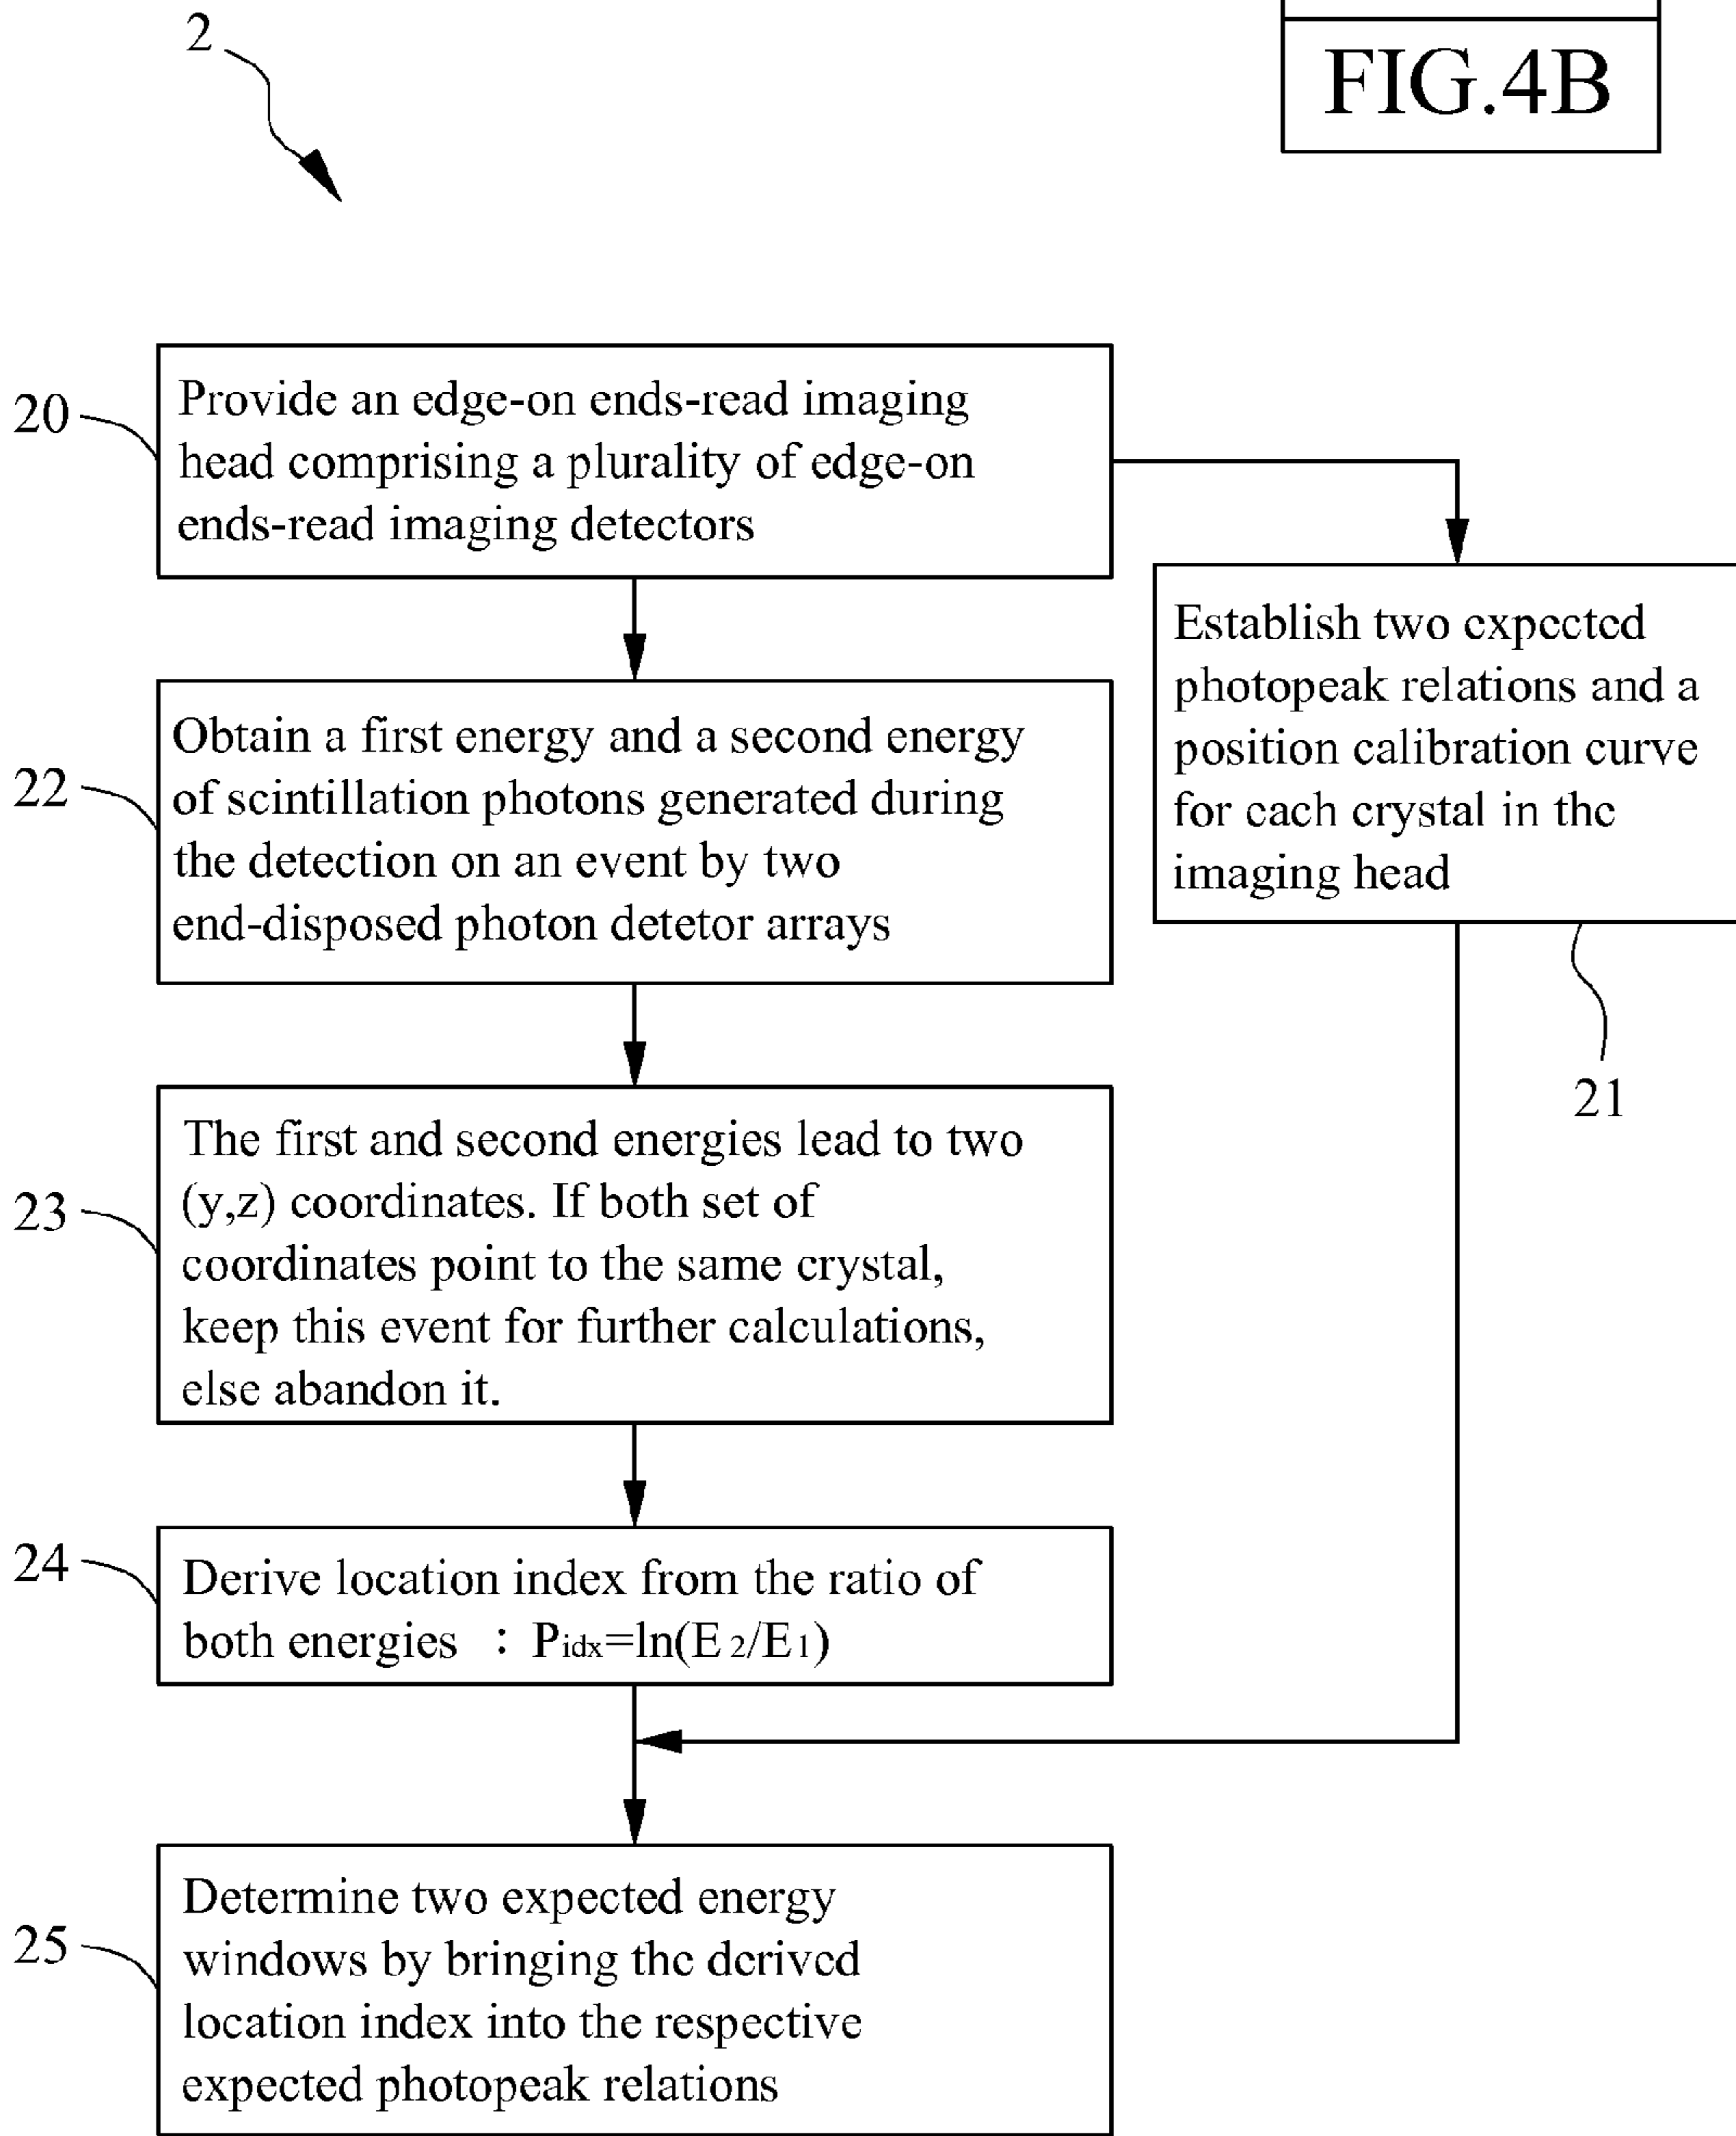 2
FIG.4B
20
Provide an edge-on ends-read imaging
head comprising a plurality of edge-on
ends-read imaging detectors
Establish two expected
photopeak relations and a
position calibration curve
for each crystal in the
imaging head
21
22
Obtain a first energy and a second energy
of scintillation photons generated during
the detection on an event by two
end-disposed photon detetor arrays
23
The first and second energies lead to two
(y,z) coordinates. If both set of
coordinates point to the same crystal,
keep this event for further calculations,
else abandon it.
24
Derive location index from the ratio of
both energies : Pidx=ln(E2/E1)
25
Determine two expected energy
windows by bringing the derived
location index into the respective
expected photopeak relations